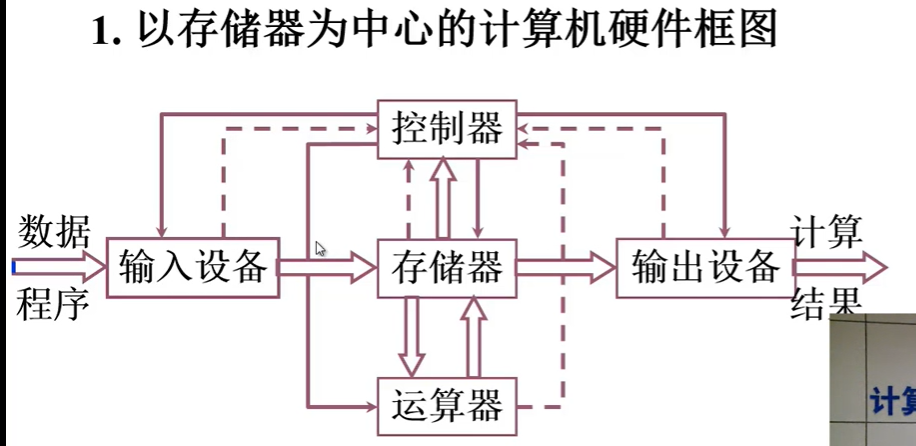 1. 以存储器为中心的计算机硬件框图
控制器
数据
计算
输入设备
存储器
输出设备
程序
结果
运算器